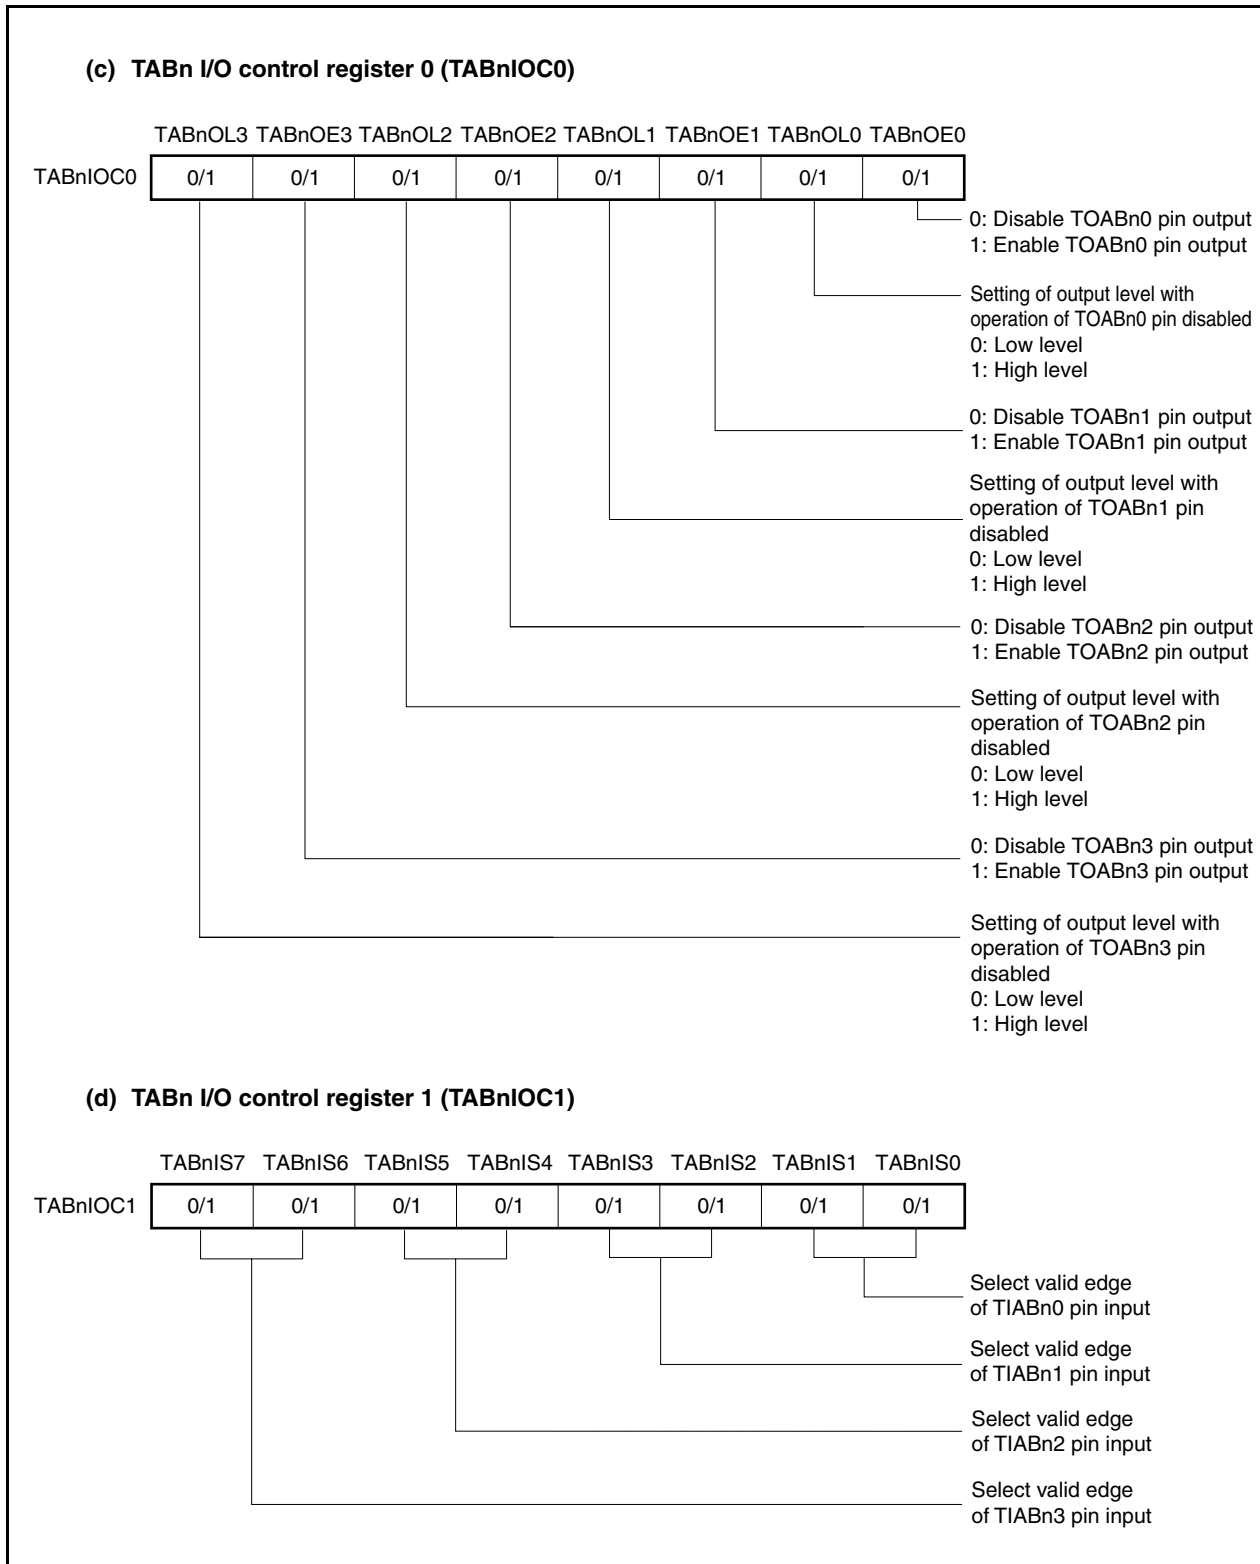 (c) TABn I/O control register 0 (TABnIOC0)
TABnOL3 TABnOE3 TABnOL2 TABnOE2 TABnOL1 TABnOE1 TABnOL0 TABnOE0
TABnIOC0 0/1 0/1 0/1 0/1 0/1 0/1 0/1 0/1
0: Disable TOABn0 pin output
1: Enable TOABn0 pin output
Setting of output level with
operation of TOABn0 pin disabled
0: Low level
1: High level
0: Disable TOABn1 pin output
1: Enable TOABn1 pin output
Setting of output level with
operation of TOABn1 pin
disabled
0: Low level
1: High level
0: Disable TOABn2 pin output
1: Enable TOABn2 pin output
Setting of output level with
operation of TOABn2 pin
disabled
0: Low level
1: High level
0: Disable TOABn3 pin output
1: Enable TOABn3 pin output
Setting of output level with
operation of TOABn3 pin
disabled
0: Low level
1: High level
(d) TABn I/O control register 1 (TABnIOC1)
TABnIS7 TABnIS6 TABnIS5 TABnIS4 TABnIS3 TABnIS2 TABnIS1 TABnIS0
TABnIOC1 0/1 0/1 0/1 0/1 0/1 0/1 0/1 0/1
Select valid edge
of TIABn0 pin input
Select valid edge
of TIABn1 pin input
Select valid edge
of TIABn2 pin input
Select valid edge
of TIABn3 pin input